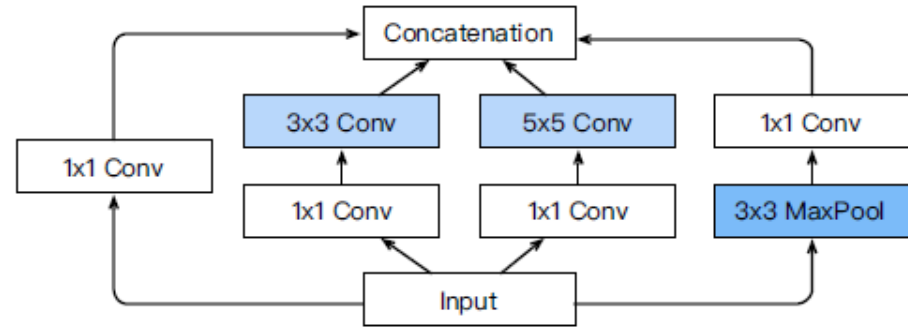 Concatenation
3x3 Conv
5x5 Conv
1x1 Conv
1x1 Conv
1x1 Conv
1x1 Conv
3x3 MaxPool
Input